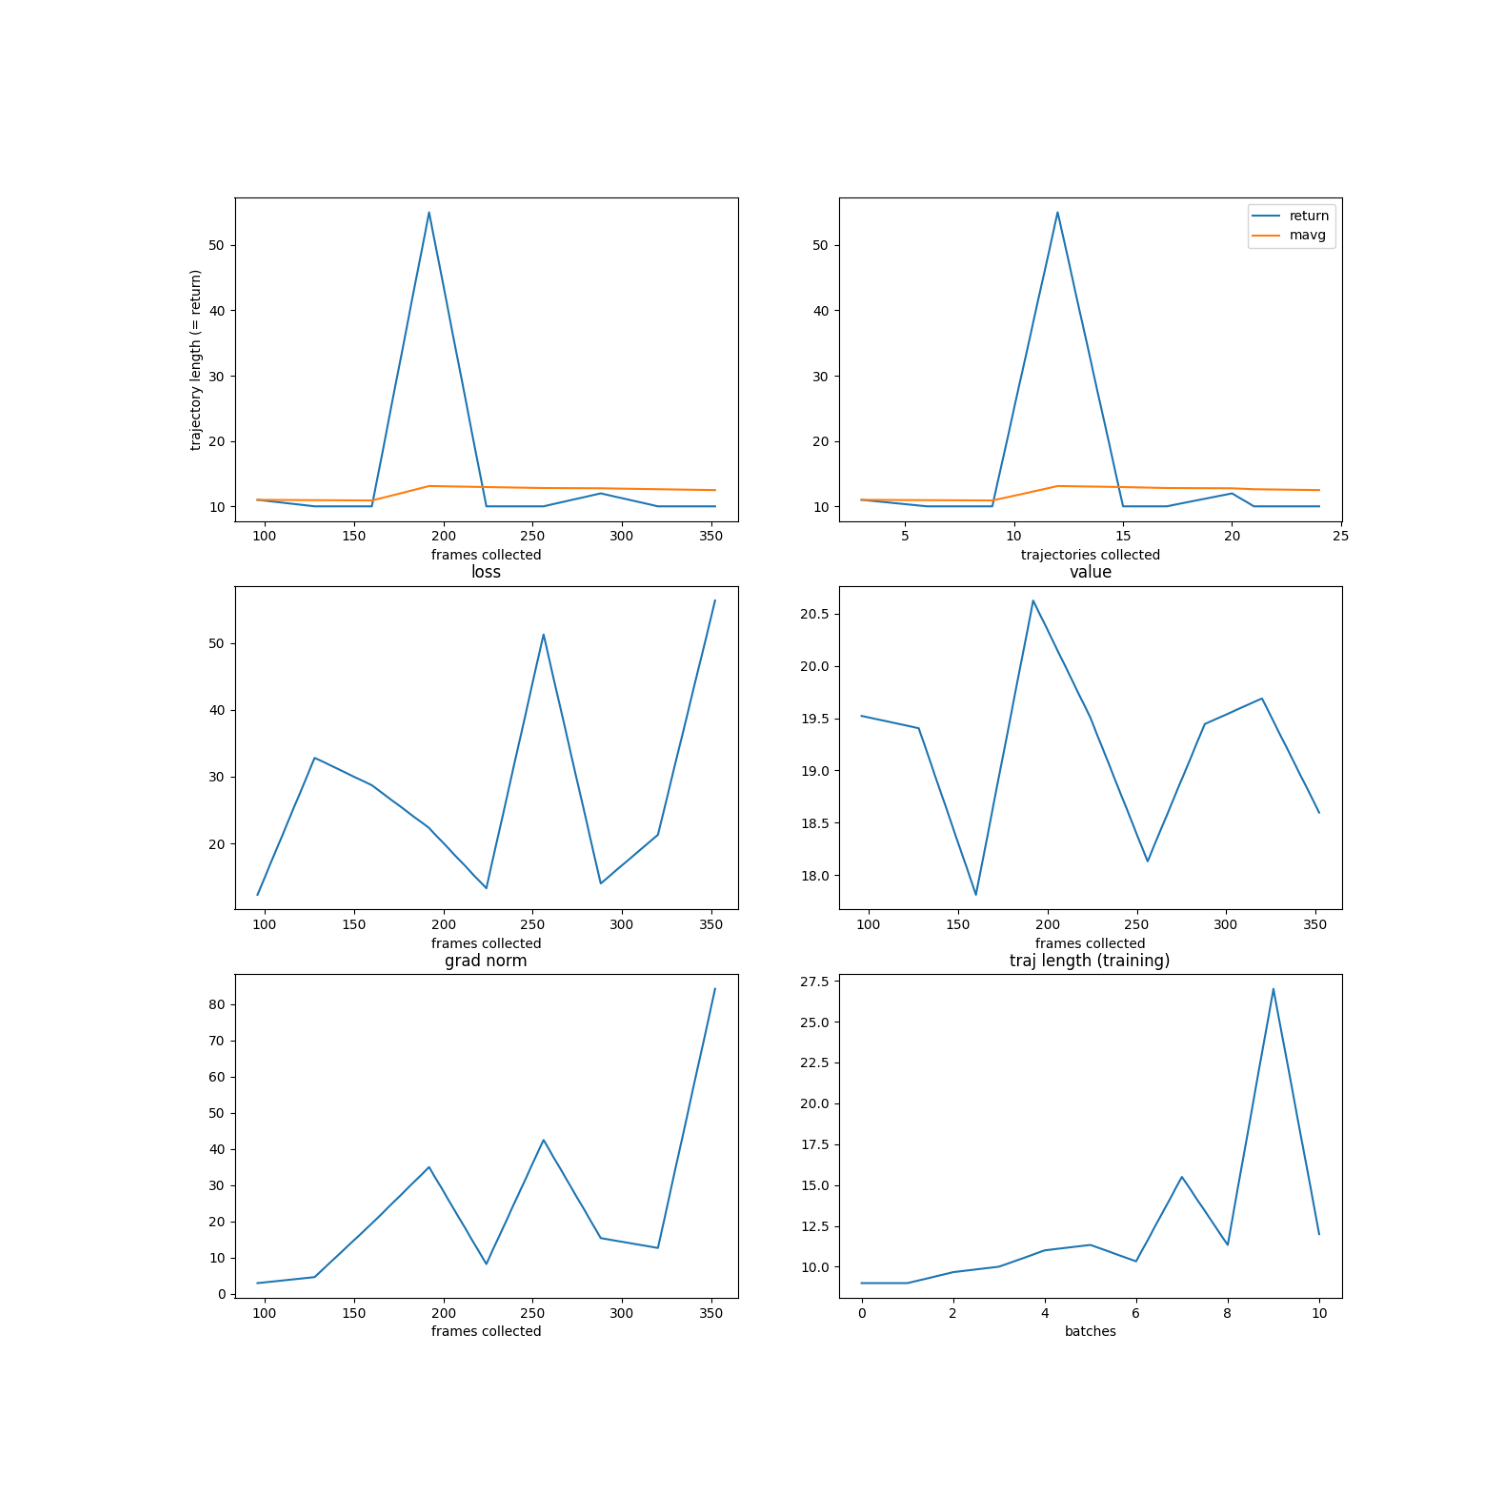 trajectory length (= return)
50
40
30
20
10
100 150 200 250 300 350
frames collected
return
mavg
50
40
30
20
10
5 10 15 20 25
trajectories collected
loss
50
40
30
20
100 150 200 250 300 350
frames collected
value
20.5
20.0
19.5
19.0
18.5
18.0
100 150 200 250 300 350
frames collected
grad norm
80
70
60
50
40
30
20
10
0
100 150 200 250 300 350
frames collected
traj length (training)
27.5
25.0
22.5
20.0
17.5
15.0
12.5
10.0
0 2 4 6 8 10
batches